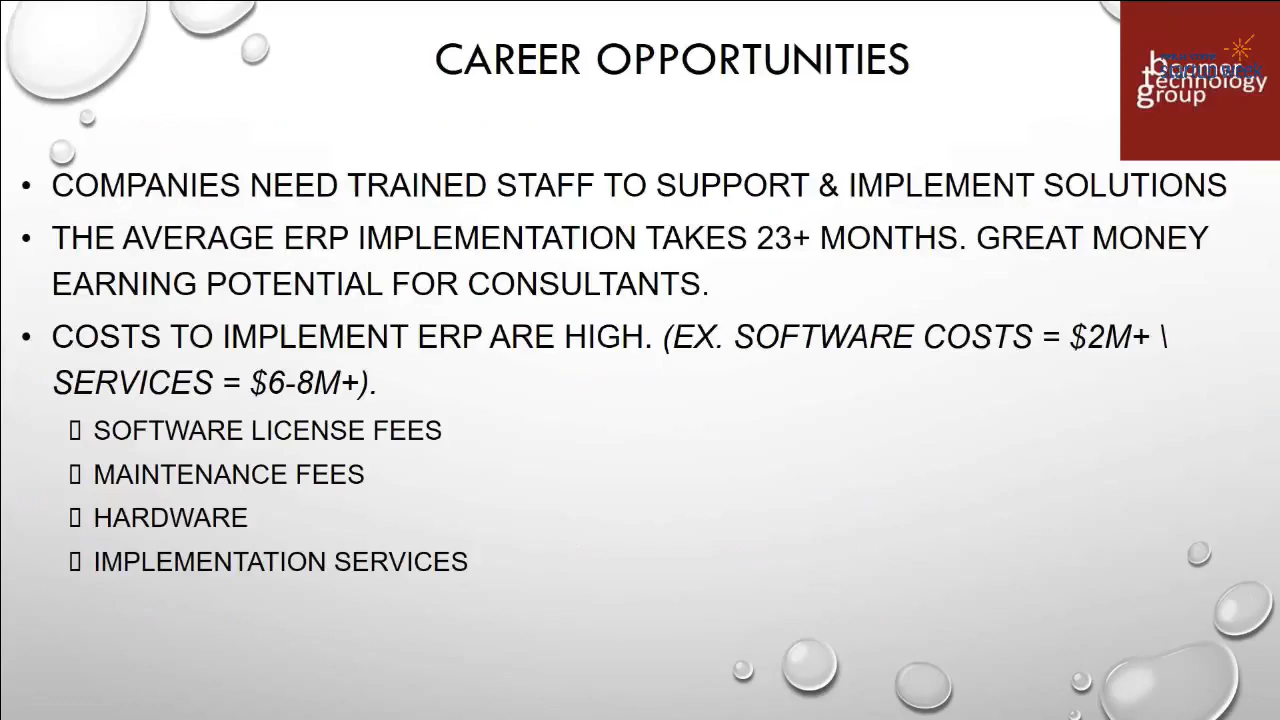 CAREER OPPORTUNITIES
technology
group
• COMPANIES NEED TRAINED STAFF TO SUPPORT & IMPLEMENT SOLUTIONS
• THE AVERAGE ERP IMPLEMENTATION TAKES 23+ MONTHS. GREAT MONEY
EARNING POTENTIAL FOR CONSULTANTS.
• COSTS TO IMPLEMENT ERP ARE HIGH. (EX. SOFTWARE COSTS = $2M+ \
SERVICES = $6-8M+).
SOFTWARE LICENSE FEES
MAINTENANCE FEES
HARDWARE
IMPLEMENTATION SERVICES